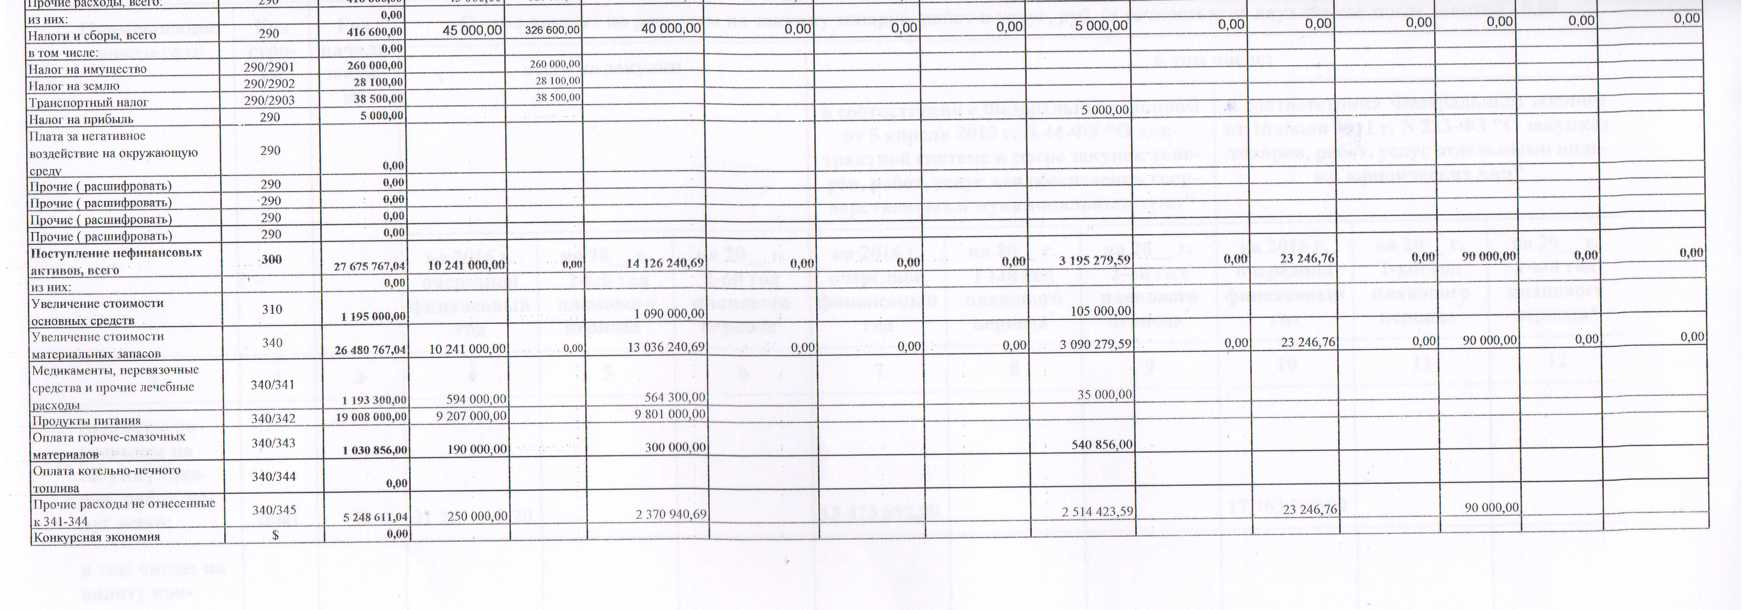 Прочие расходы, всего: 290
из них: 0,00
Налоги и сборы, всего 290 416 600,00 45 000,00 326 600,00 40 000,00 0,00 0,00 0,00 5 000,00 0,00 0,00 0,00 0,00 0,00 0,00
в том числе: 0,00
Налог на имущество 290/2901 260 000,00 260 000,00
Налог на землю 290/2902 28 100,00 28 100,00
Транспортный налог 290/2903 38 500,00 38 500,00
Налог на прибыль 290 5 000,00 5 000,00
Плата за негативное
воздействие на окружающую 290
среду 0,00
Прочие ( расшифровать) 290 0,00
Прочие ( расшифровать) 290 0,00
Прочие ( расшифровать) 290 0,00
Прочие ( расшифровать) 290 0,00
Поступление нефинансовых 300
активов, всего 27 675 767,04 10 241 000,00 0,00 14 126 240,69 0,00 0,00 0,00 3 195 279,59 0,00 23 246,76 0,00 90 000,00 0,00 0,00
из них: 0,00
Увеличение стоимости 310
основных средств 1 195 000,00 1 090 000,00 105 000,00
Увеличение стоимости 340
материальных запасов 26 480 767,04 10 241 000,00 0,00 13 036 240,69 0,00 0,00 0,00 3 090 279,59 0,00 23 246,76 0,00 90 000,00 0,00 0,00
Медикаменты, перевязочные
средства и прочие лечебные 340/341
расходы 1 193 300,00 594 000,00 564 300,00 35 000,00
Продукты питания 340/342 19 008 000,00 9 207 000,00 9 801 000,00
Оплата горюче-смазочных 340/343
материалов 1 030 856,00 190 000,00 300 000,00 540 856,00
Оплата котельно-печного 340/344
топлива 0,00
Прочие расходы не отнесенные 340/345
к 341-344 5 248 611,04 250 000,00 2 370 940,69 2 514 423,59 23 246,76 90 000,00
Конкурсная экономия $ 0,00